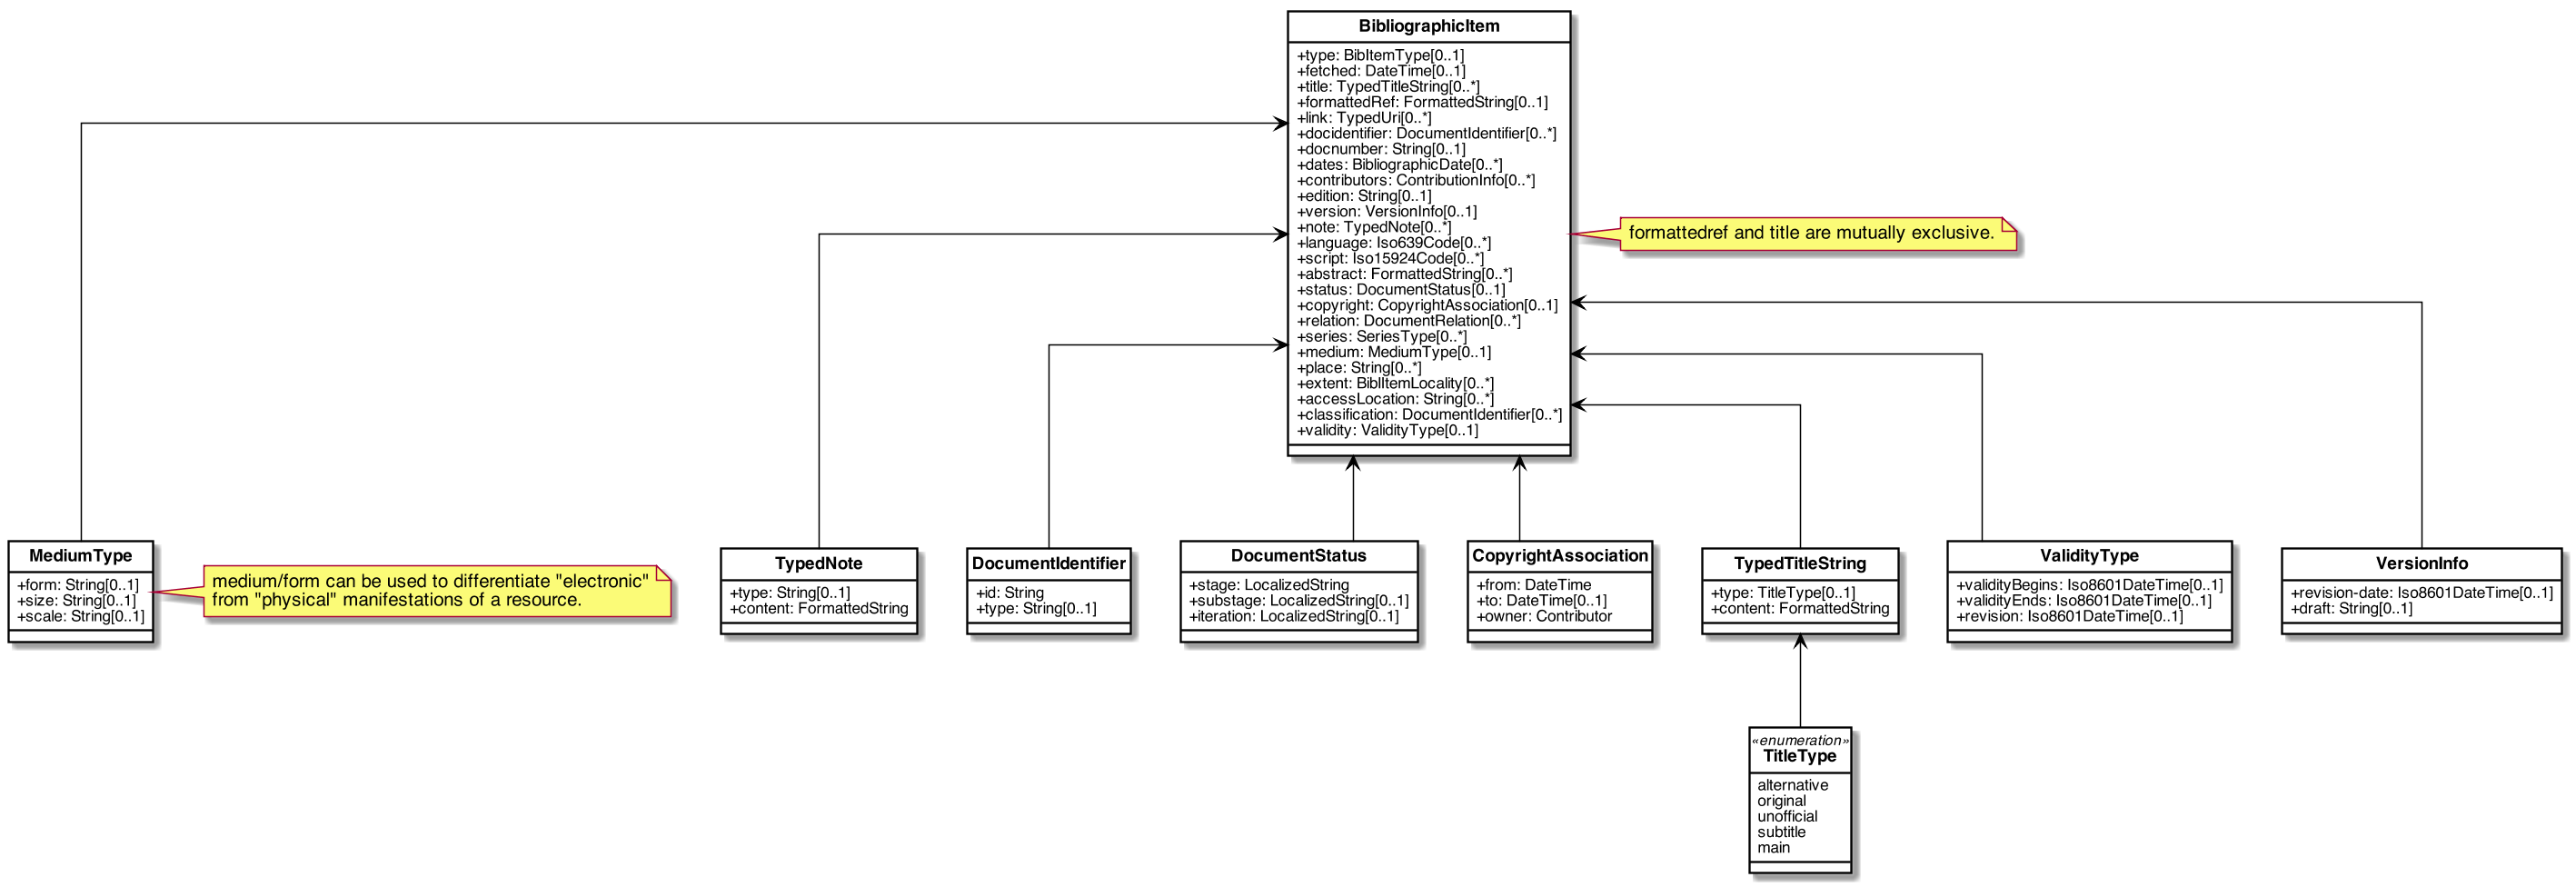 BibliographicItem
+type: BibItemType[0..1]
+fetched: DateTime[0..1]
+title: TypedTitleString[0..*]
+formattedRef: FormattedString[0..1]
+link: TypedUri[0..*]
+docidentifier: DocumentIdentifier[0..*]
+docnumber: String[0..1]
+dates: BibliographicDate[0..*]
+contributors: ContributionInfo[0..*]
+edition: String[0..1]
+version: VersionInfo[0..1]
+note: TypedNote[0..*]
+language: Iso639Code[0..*]
+script: Iso15924Code[0..*]
+abstract: FormattedString[0..*]
+status: DocumentStatus[0..1]
+copyright: CopyrightAssociation[0..1]
+relation: DocumentRelation[0..*]
+series: SeriesType[0..*]
+medium: MediumType[0..1]
+place: String[0..*]
+extent: BiblItemLocality[0..*]
+accessLocation: String[0..*]
+classification: DocumentIdentifier[0..*]
+validity: ValidityType[0..1]
formattedref and title are mutually exclusive.
MediumType
+form: String[0..1]
+size: String[0..1]
+scale: String[0..1]
medium/form can be used to differentiate "electronic"
from "physical" manifestations of a resource.
TypedNote
+type: String[0..1]
+content: FormattedString
DocumentIdentifier
+id: String
+type: String[0..1]
DocumentStatus
+stage: LocalizedString
+substage: LocalizedString[0..1]
+iteration: LocalizedString[0..1]
CopyrightAssociation
+from: DateTime
+to: DateTime[0..1]
+owner: Contributor
TypedTitleString
+type: TitleType[0..1]
+content: FormattedString
ValidityType
+validityBegins: Iso8601DateTime[0..1]
+validityEnds: Iso8601DateTime[0..1]
+revision: Iso8601DateTime[0..1]
VersionInfo
+revision-date: Iso8601DateTime[0..1]
+draft: String[0..1]
«enumeration»
TitleType
alternative
original
unofficial
subtitle
main